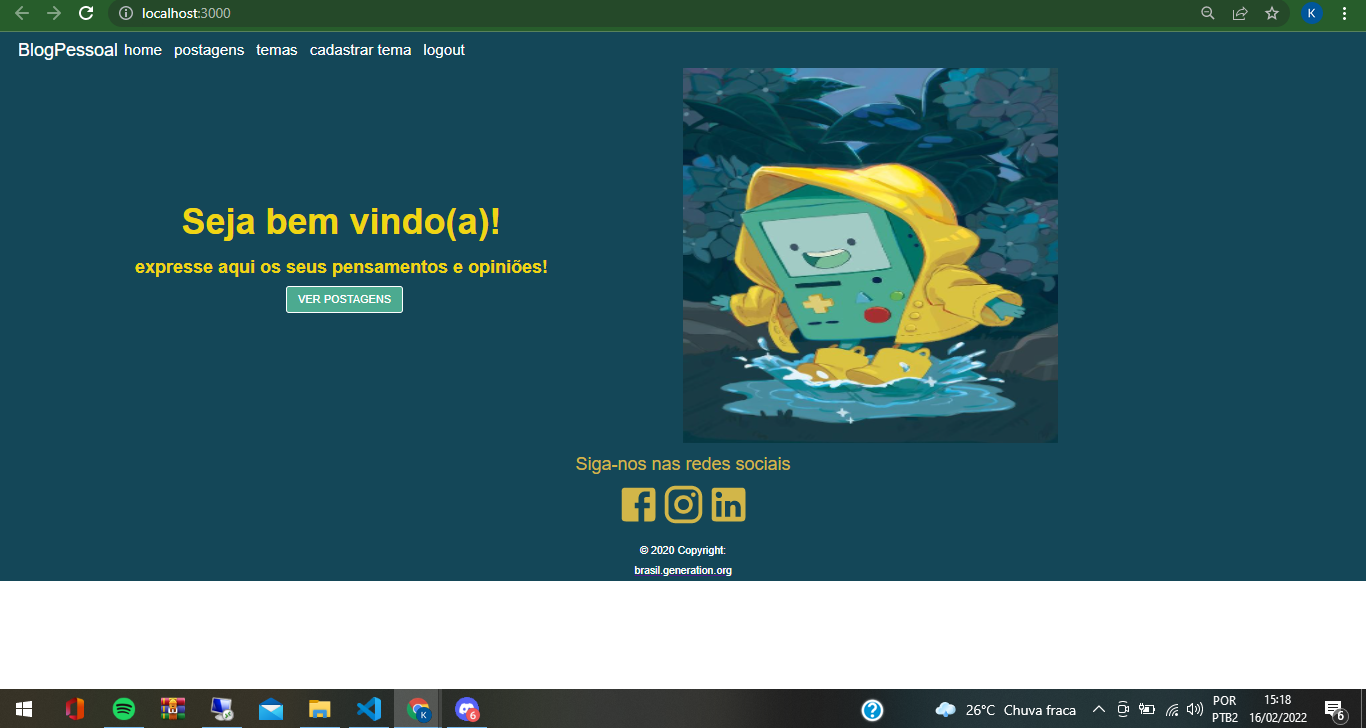 localhost:3000
K
BlogPessoal home postagens temas cadastrar tema logout
Seja bem vindo(a)!
expresse aqui os seus pensamentos e opiniões!
VER POSTAGENS
Siga-nos nas redes sociais
© 2020 Copyright:
brasil.generation.org
K
6
26°C Chuva fraca
POR
PTB2
15:18
16/02/2022
6